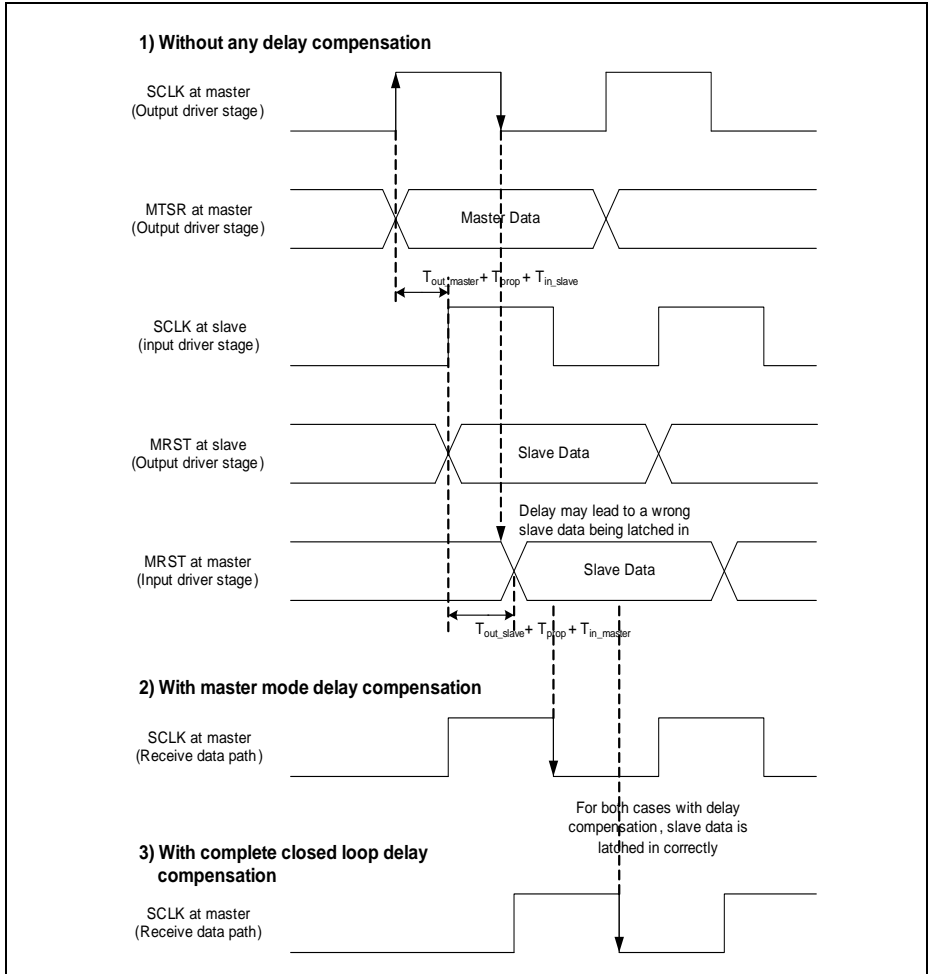 1) Without any delay compensation
SCLK at master
(Output driver stage)
MTSR at master
(Output driver stage)
Master Data
Tout_master + Tprop + Tin_slave
SCLK at slave
(input driver stage)
MRST at slave
(Output driver stage)
Slave Data
Delay may lead to a wrong
slave data being latched in
MRST at master
(Input driver stage)
Slave Data
Tout_slave + Tprop + Tin_master
2) With master mode delay compensation
SCLK at master
(Receive data path)
For both cases with delay
compensation, slave data is
latched in correctly
3) With complete closed loop delay
compensation
SCLK at master
(Receive data path)